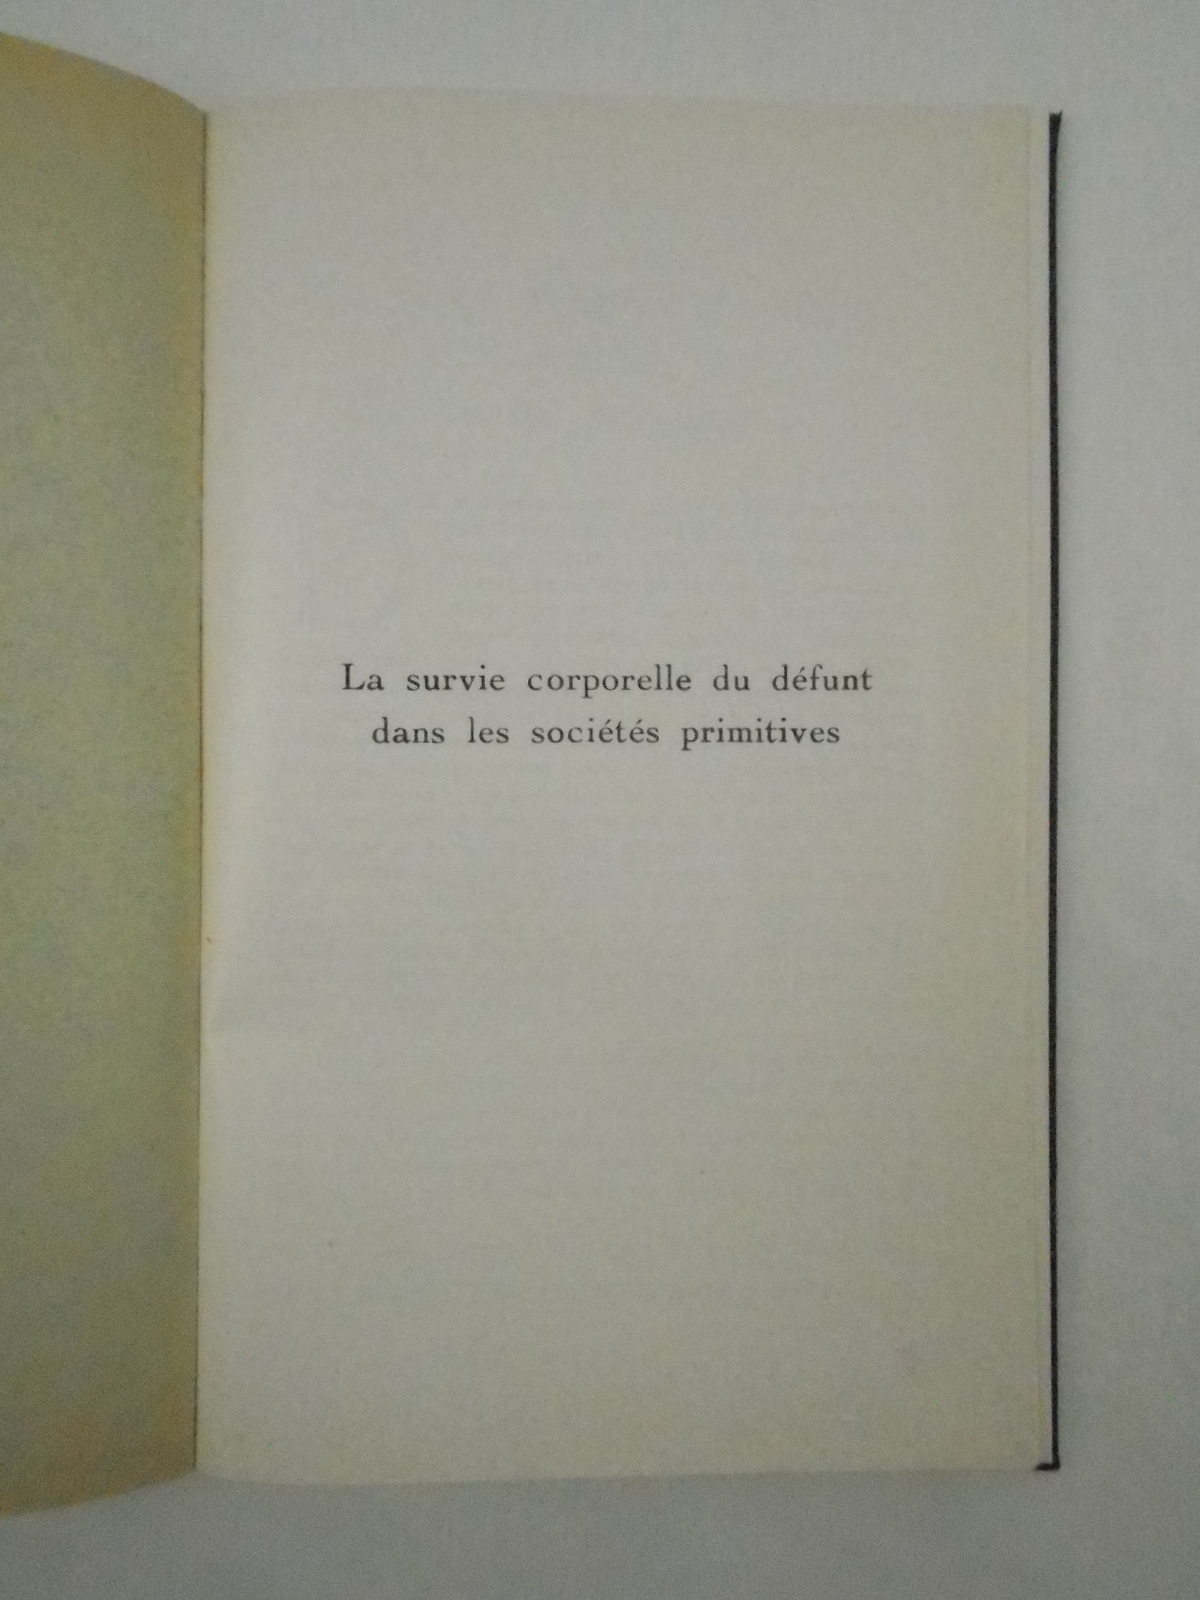 La survie corporelle du défunt
dans les sociétés primitives